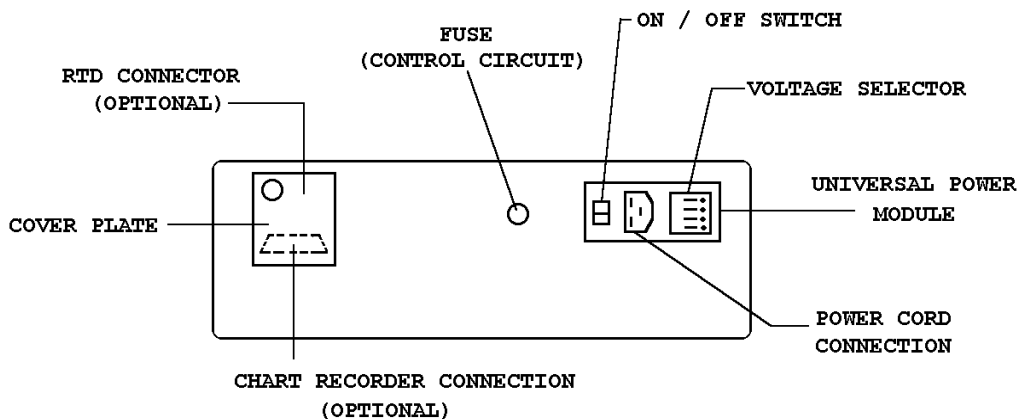 ON / OFF SWITCH
FUSE
(CONTROL CIRCUIT)
RTD CONNECTOR
(OPTIONAL)
VOLTAGE SELECTOR
UNIVERSAL POWER
MODULE
COVER PLATE
POWER CORD
CONNECTION
CHART RECORDER CONNECTION
(OPTIONAL)